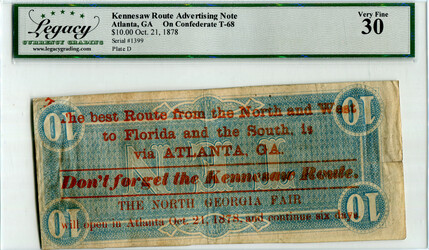 Legacy
CURRENCY GRADING
www.legacygrading.com
Kennesaw Route Advertising Note
Atlanta, GA On Confederate T-68
$10.00 Oct. 21, 1878
Serial #1399
Plate D
Very Fine
30
10
10
The best Route from the North and West
to Florida and the South, is
via ATLANTA, GA.
Don't forget the Kennesaw Route.
THE NORTH GEORGIA FAIR
will open in Atlanta Oct. 21, 1878, and continue six days.
10
10